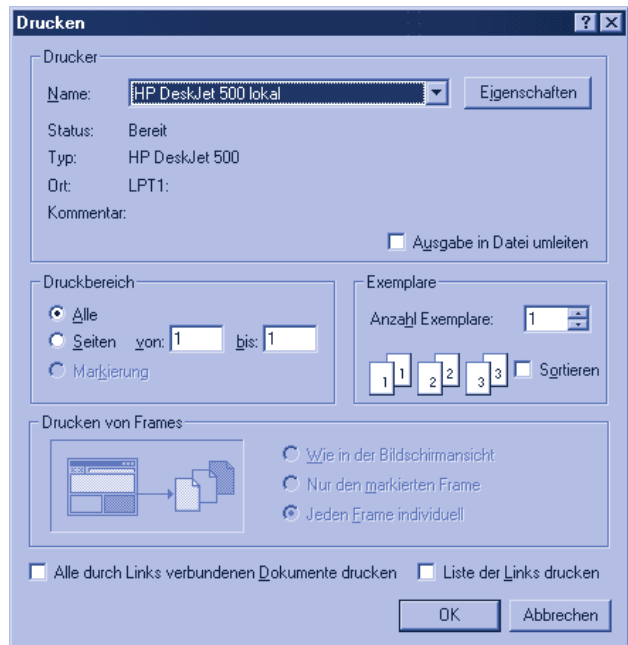 Drucken
Drucker
Name: HP DeskJet 500 lokal Eigenschaften
Status: Bereit
Typ: HP DeskJet 500
Ort: LPT1:
Kommentar:
Ausgabe in Datei umleiten
Druckbereich
Alle
Seiten von: 1 bis: 1
Markierung
Exemplare
Anzahl Exemplare: 1
1 1 2 2 3 3 Sortieren
Drucken von Frames
Wie in der Bildschirmansicht
Nur den markierten Frame
Jeden Frame individuell
Alle durch Links verbundenen Dokumente drucken Liste der Links drucken
OK Abbrechen